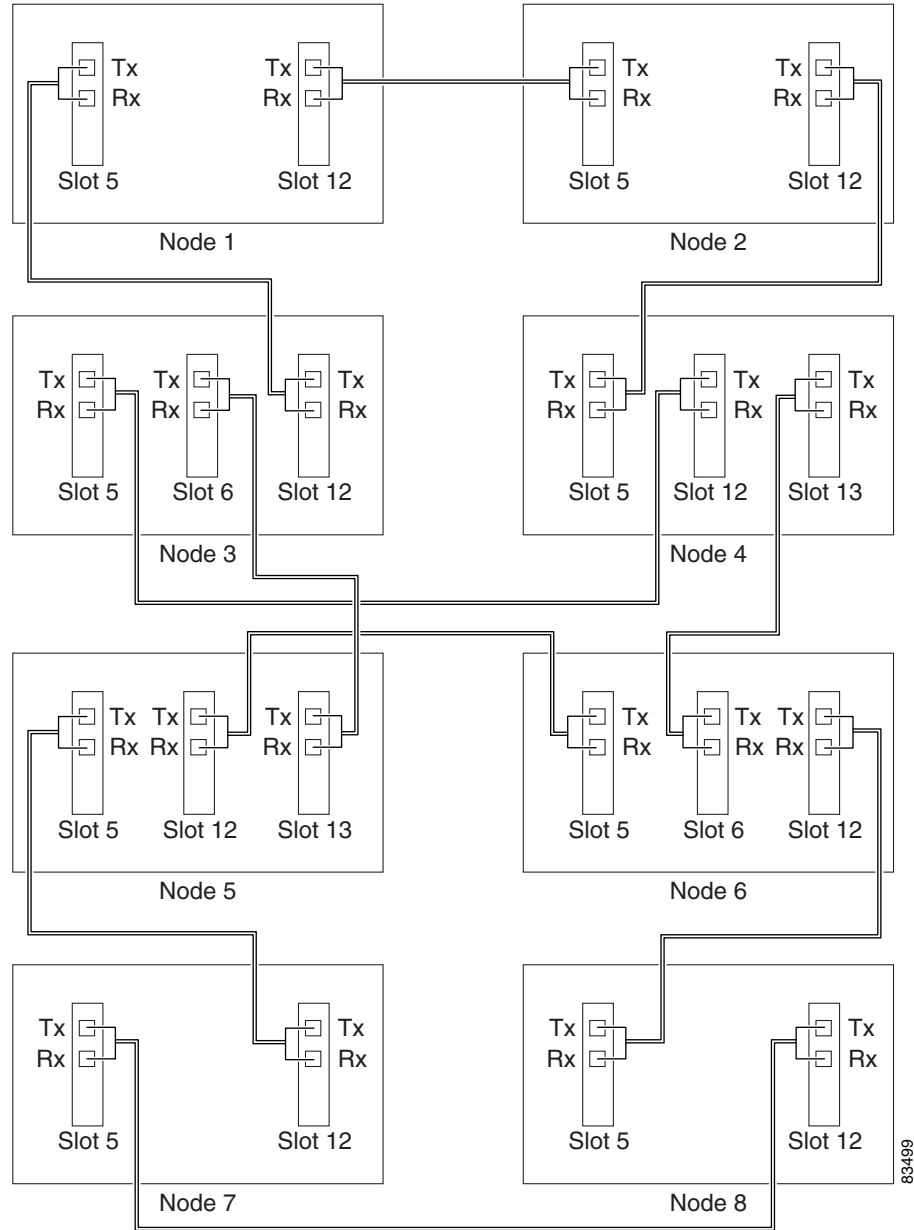 Tx Tx Tx Tx
Rx Rx Rx Rx
Slot 5 Slot 12 Slot 5 Slot 12
Node 1 Node 2
Tx Tx Tx Tx Tx Tx
Rx Rx Rx Rx Rx Rx
Slot 5 Slot 6 Slot 12 Slot 5 Slot 12 Slot 13
Node 3 Node 4
Tx Tx Tx Tx Tx Tx
Rx Rx Rx Rx Rx Rx
Slot 5 Slot 12 Slot 13 Slot 5 Slot 6 Slot 12
Node 5 Node 6
Tx Tx Tx Tx
Rx Rx Rx Rx
Slot 5 Slot 12 Slot 5 Slot 12
Node 7 Node 8
83499